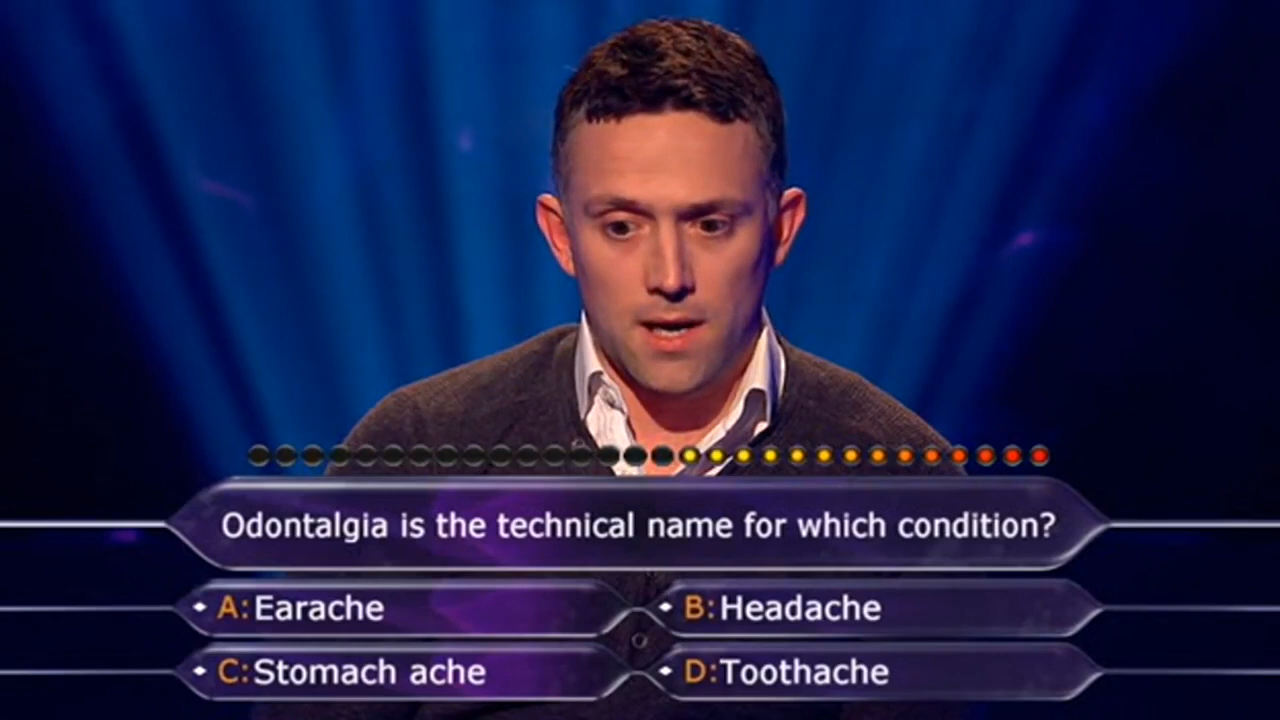 Odontalgia is the technical name for which condition?
A: Earache
B: Headache
C: Stomach ache
D: Toothache